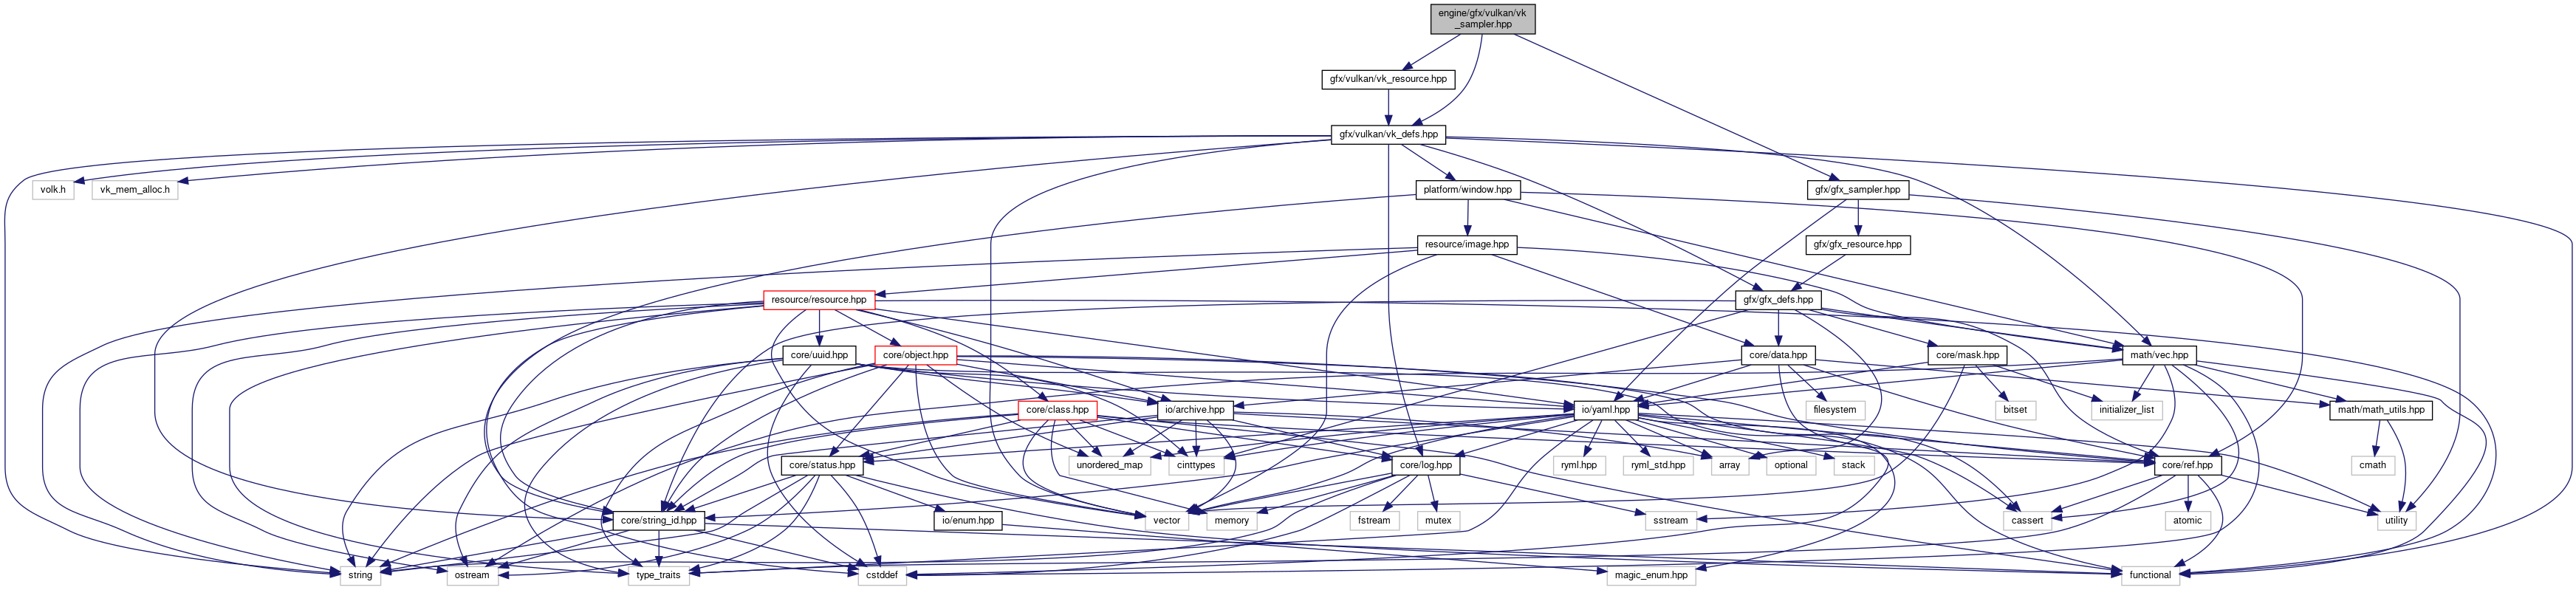 engine/gfx/vulkan/vk
_sampler.hpp
gfx/vulkan/vk_resource.hpp
gfx/vulkan/vk_defs.hpp
volk.h
vk_mem_alloc.h
platform/window.hpp
gfx/gfx_sampler.hpp
resource/image.hpp
gfx/gfx_resource.hpp
resource/resource.hpp
gfx/gfx_defs.hpp
core/uuid.hpp
core/object.hpp
core/data.hpp
core/mask.hpp
math/vec.hpp
core/class.hpp
io/archive.hpp
io/yaml.hpp
filesystem
bitset
initializer_list
math/math_utils.hpp
core/status.hpp
unordered_map
cinttypes
core/log.hpp
ryml.hpp
ryml_std.hpp
array
optional
stack
core/ref.hpp
cmath
core/string_id.hpp
io/enum.hpp
vector
memory
fstream
mutex
sstream
cassert
atomic
utility
string
ostream
type_traits
cstddef
magic_enum.hpp
functional